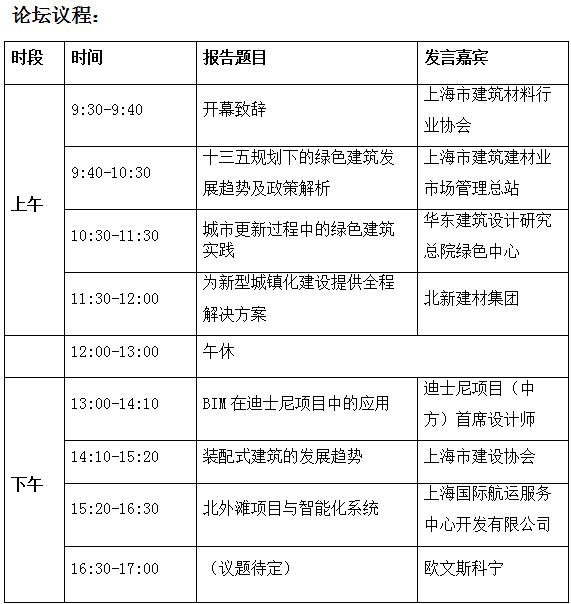 论坛议程：
时段 时间 报告题目 发言嘉宾
上午
9:30-9:40 开幕致辞 上海市建筑材料行
业协会
9:40-10:30 十三五规划下的绿色建筑发 上海市建筑建材业
展趋势及政策解析 市场管理总站
10:30-11:30 城市更新过程中的绿色建筑 华东建筑设计研究
实践 总院绿色中心
11:30-12:00 为新型城镇化建设提供全程 北新建材集团
解决方案
12:00-13:00 午休
下午
13:00-14:10 BIM在迪士尼项目中的应用 迪士尼项目（中
方）首席设计师
14:10-15:20 装配式建筑的发展趋势 上海市建设协会
15:20-16:30 北外滩项目与智能化系统 上海国际航运服务
中心开发有限公司
16:30-17:00 （议题待定） 欧文斯科宁